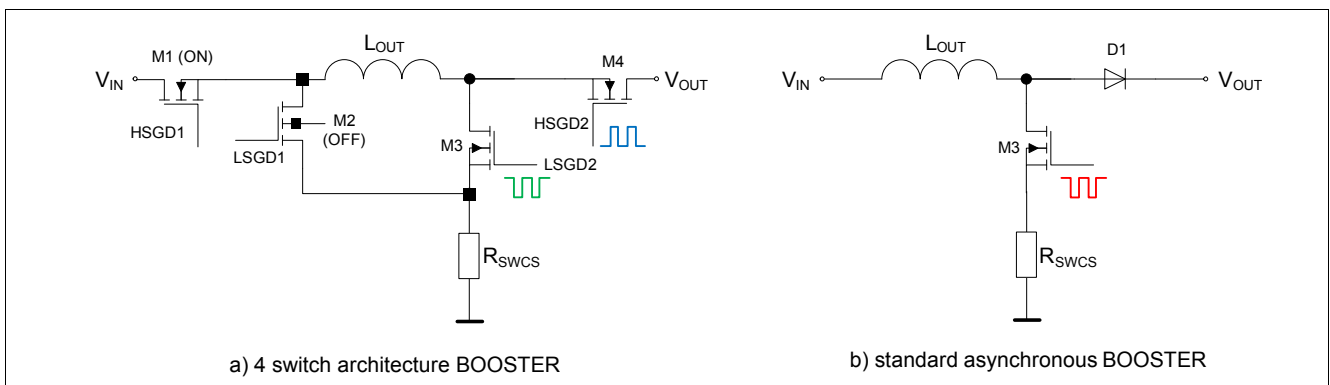 L_OUT
M1 (ON)
M4
V_IN
V_OUT
HSGD1
M2
(OFF)
HSGD2
LSGD1
M3
LSGD2
R_SWCS
a) 4 switch architecture BOOSTER
L_OUT
D1
V_IN
V_OUT
M3
R_SWCS
b) standard asynchronous BOOSTER